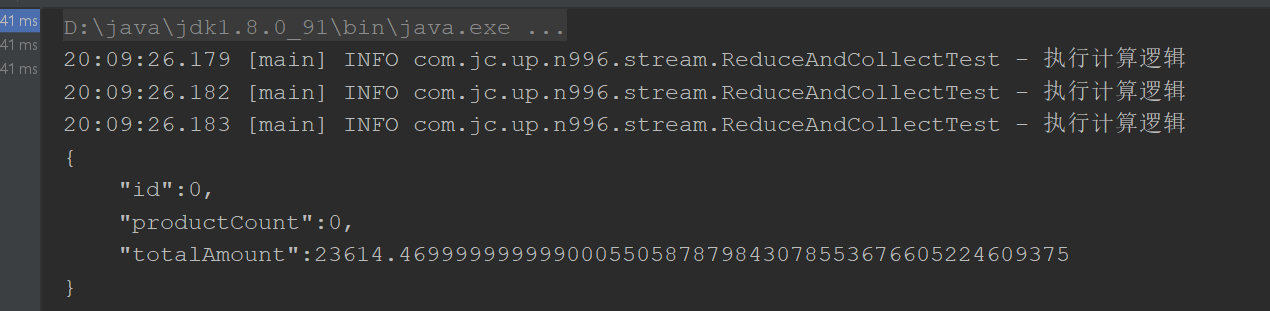 41 ms
41 ms
41 ms
D:\java\jdk1.8.0_91\bin\java.exe ...
20:09:26.179 [main] INFO com.jc.up.n996.stream.ReduceAndCollectTest - 执行计算逻辑
20:09:26.182 [main] INFO com.jc.up.n996.stream.ReduceAndCollectTest - 执行计算逻辑
20:09:26.183 [main] INFO com.jc.up.n996.stream.ReduceAndCollectTest - 执行计算逻辑
{
"id":0,
"productCount":0,
"totalAmount":23614.469999999999000550587879843078553676605224609375
}